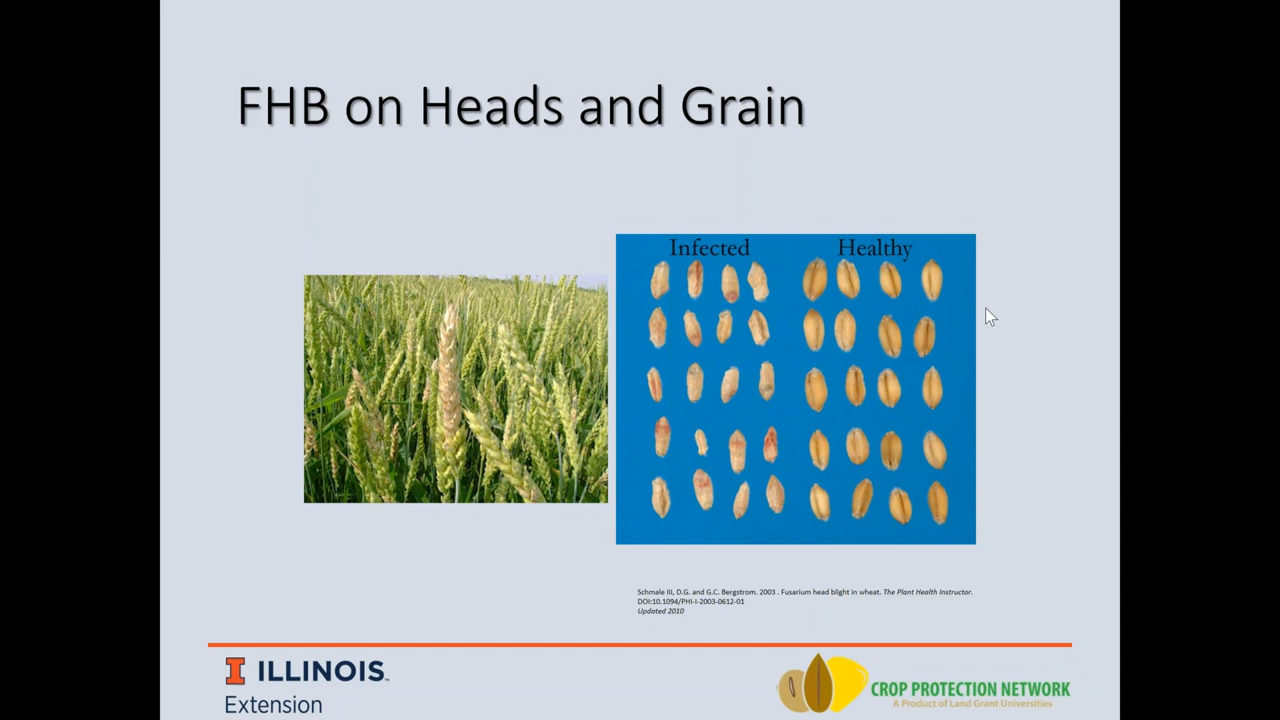 FHB on Heads and Grain
Infected
Healthy
Schmale III, D.G. and G.C. Bergstrom. 2003 . Fusarium head blight in wheat. The Plant Health Instructor.
DOI:10.1094/PHI-I-2003-0612-01
Updated 2010
I ILLINOIS
Extension
CROP PROTECTION NETWORK
A Product of Land Grant Universities